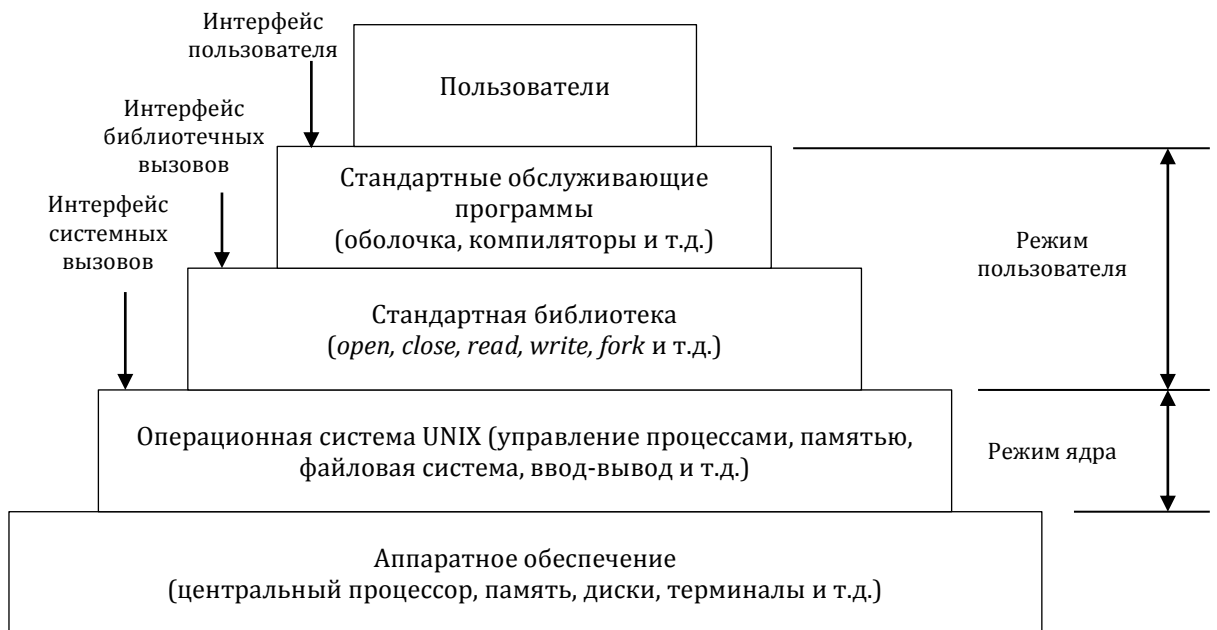 Интерфейс
пользователя
Пользователи
Интерфейс
библиотечных
вызовов
Стандартные обслуживающие
программы
(оболочка, компиляторы и т.д.)
Интерфейс
системных
вызовов
Режим
пользователя
Стандартная библиотека
(open, close, read, write, fork и т.д.)
Операционная система UNIX (управление процессами, памятью,
файловая система, ввод-вывод и т.д.)
Режим ядра
Аппаратное обеспечение
(центральный процессор, память, диски, терминалы и т.д.)